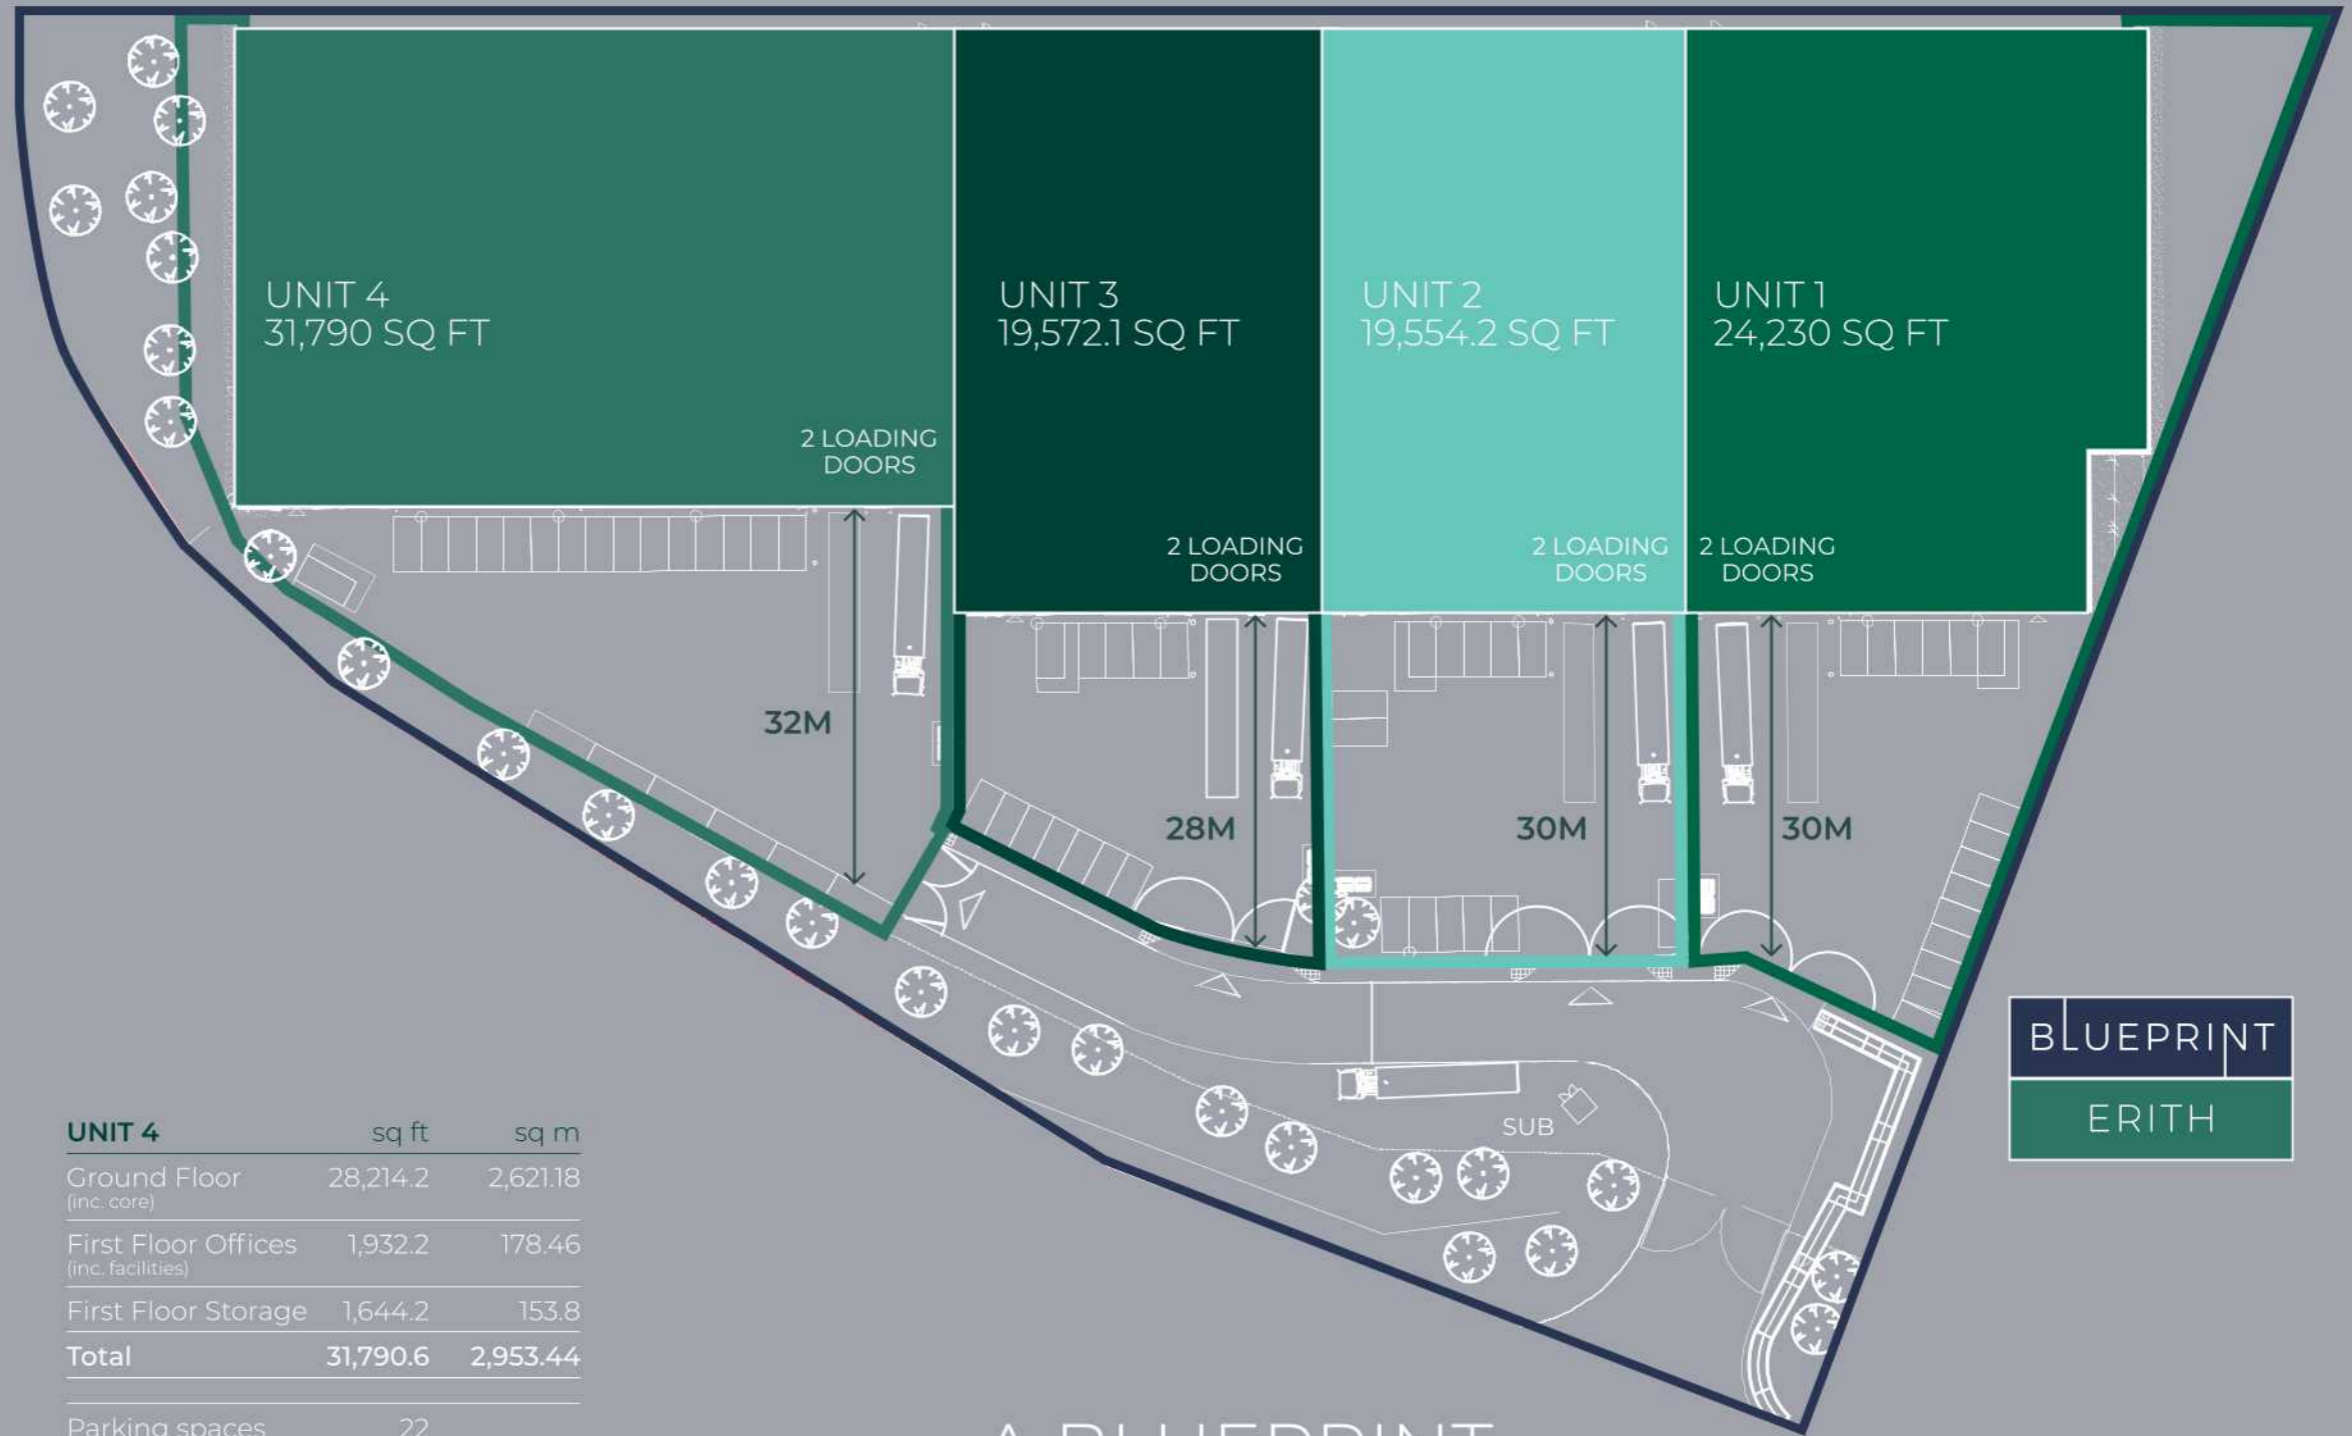 UNIT 4
31,790 SQ FT
2 LOADING
DOORS
UNIT 3
19,572.1 SQ FT
2 LOADING
DOORS
UNIT 2
19,554.2 SQ FT
2 LOADING
DOORS
UNIT 1
24,230 SQ FT
2 LOADING
DOORS
32M
28M
30M
30M
SUB
BLUEPRINT
ERITH
UNIT 4 sq ft sq m
Ground Floor 28,214.2 2,621.18
(inc. core)
First Floor Offices 1,932.2 178.46
(inc. facilities)
First Floor Storage 1,644.2 153.8
Total 31,790.6 2,953.44
Parking spaces 22
A BLUEPRINT